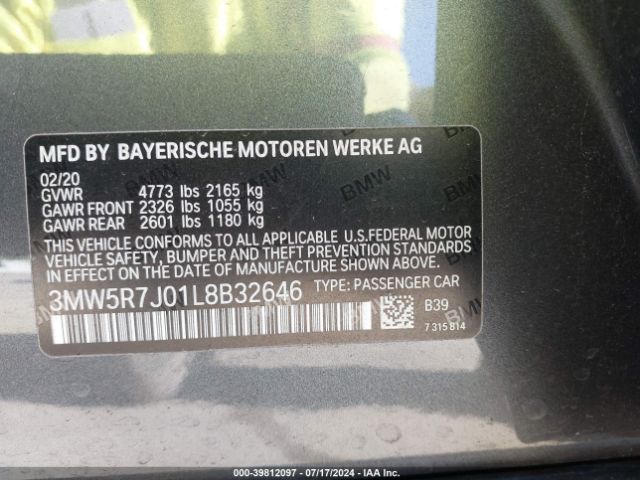 MFD BY BAYERISCHE MOTOREN WERKE AG
02/20
GVWR 4773 lbs 2165 kg
GAWR FRONT 2326 lbs 1055 kg
GAWR REAR 2601 lbs 1180 kg
THIS VEHICLE CONFORMS TO ALL APPLICABLE U.S.FEDERAL MOTOR
VEHICLE SAFETY, BUMPER AND THEFT PREVENTION STANDARDS
IN EFFECT ON THE DATE OF MANUFACTURE SHOWN ABOVE.
3MW5R7J01L8B32646 TYPE: PASSENGER CAR
B39
7 315 814
000-39812097 - 07/17/2024 - IAA Inc.